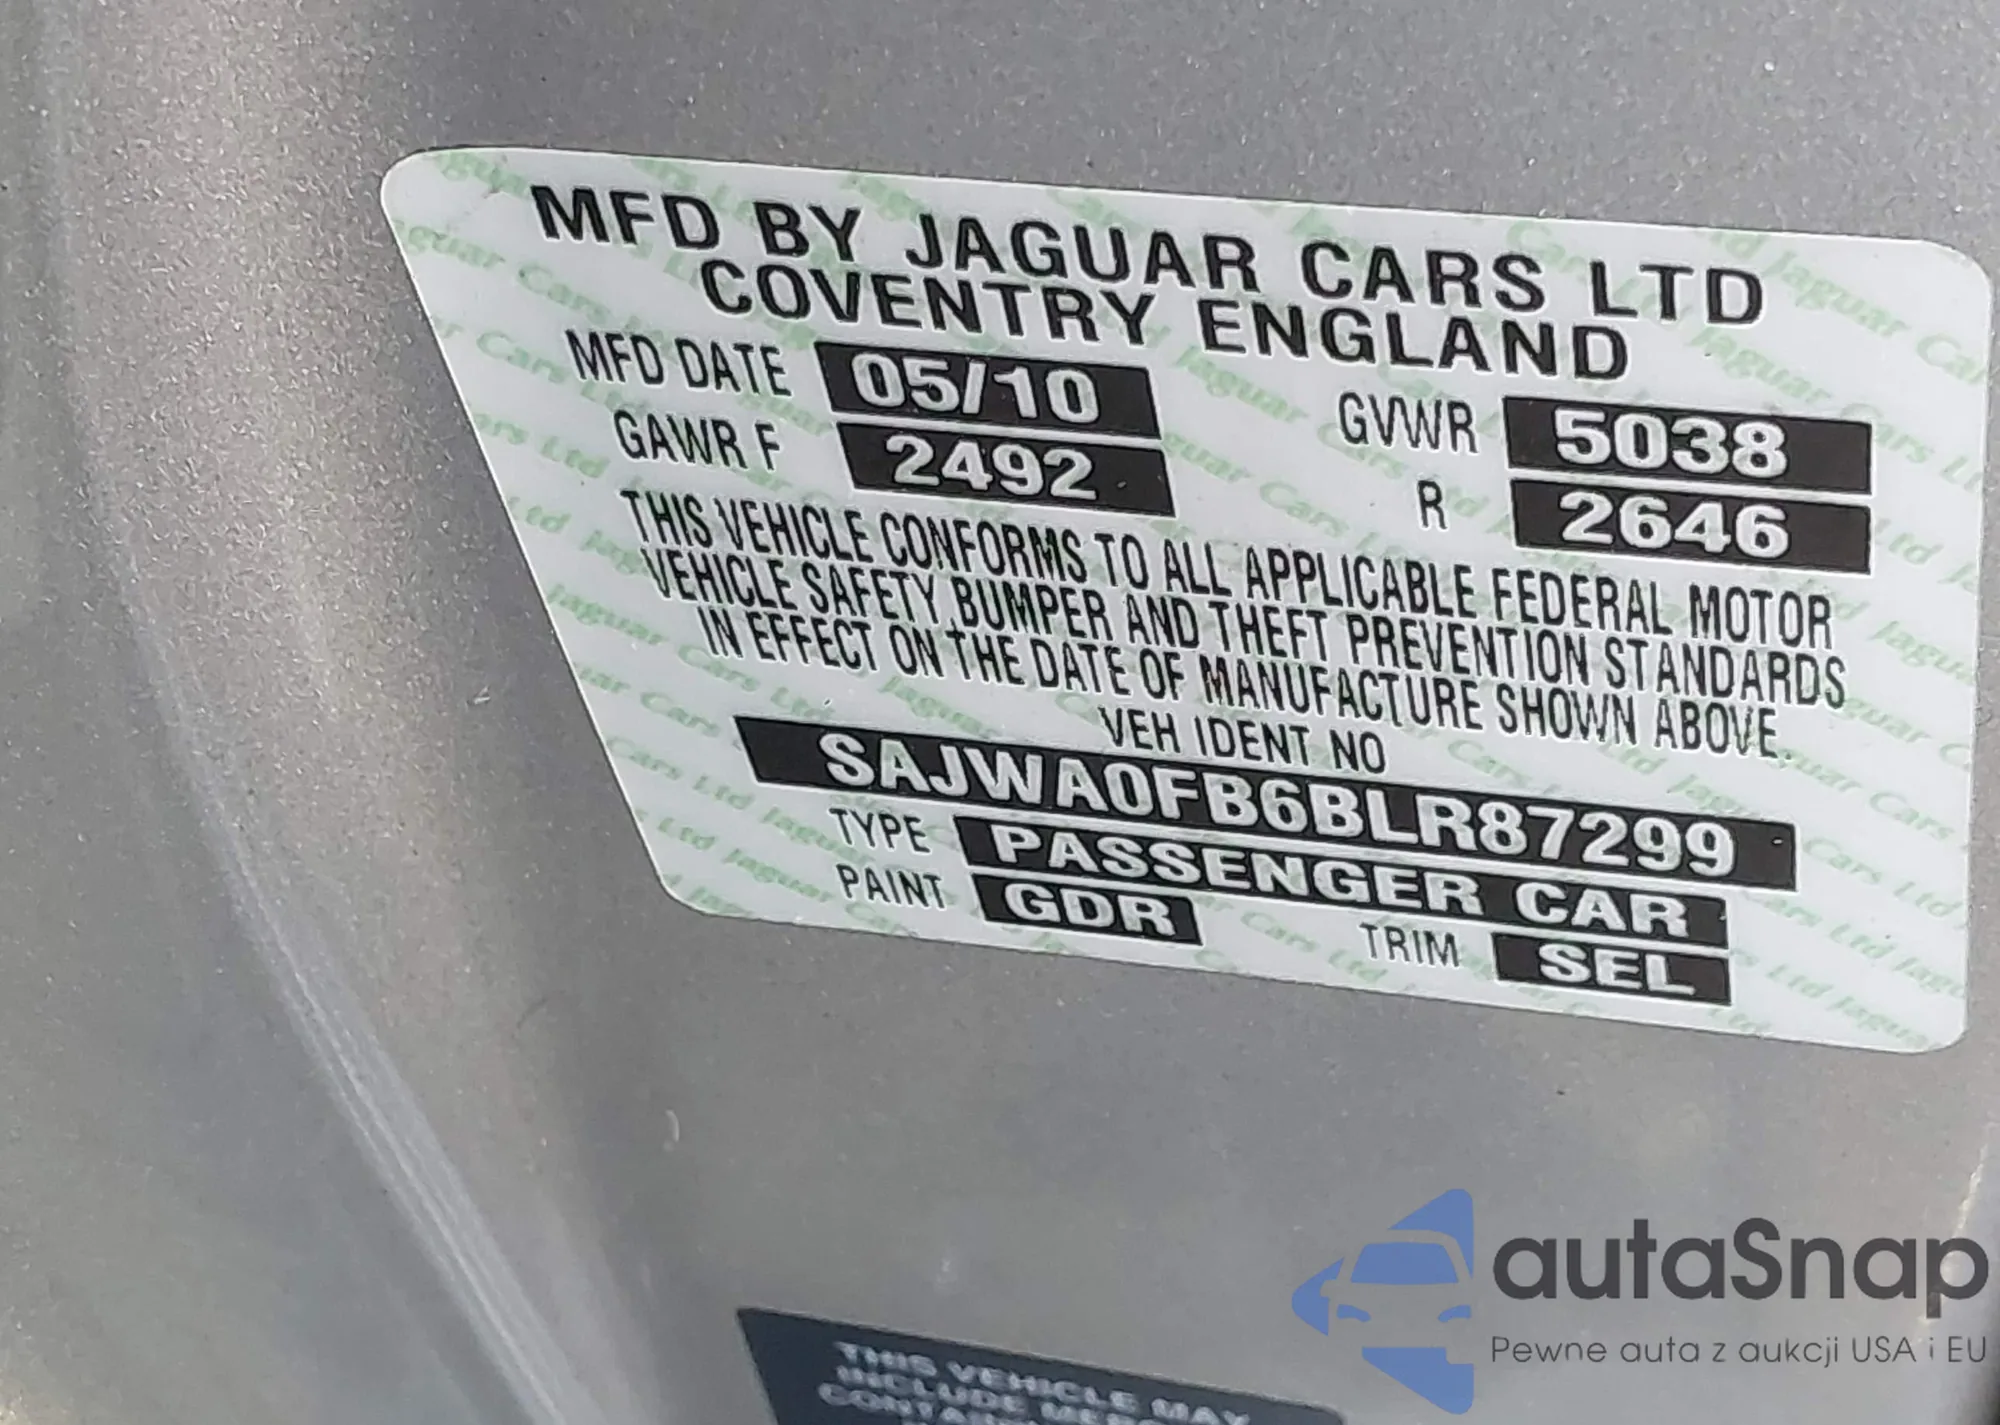 MFD BY JAGUAR CARS LTD
COVENTRY ENGLAND
MFD DATE 05/10 GVWR 5038
GAWR F 2492 R 2646
THIS VEHICLE CONFORMS TO ALL APPLICABLE FEDERAL MOTOR
VEHICLE SAFETY, BUMPER AND THEFT PREVENTION STANDARDS
IN EFFECT ON THE DATE OF MANUFACTURE SHOWN ABOVE.
VEH IDENT NO
SAJWA0FB6BLR87299
TYPE PASSENGER CAR
PAINT GDR TRIM SEL
THIS VEHICLE MAY
INCLUDE
autaSnap
Pewne auta z aukcji USA i EU